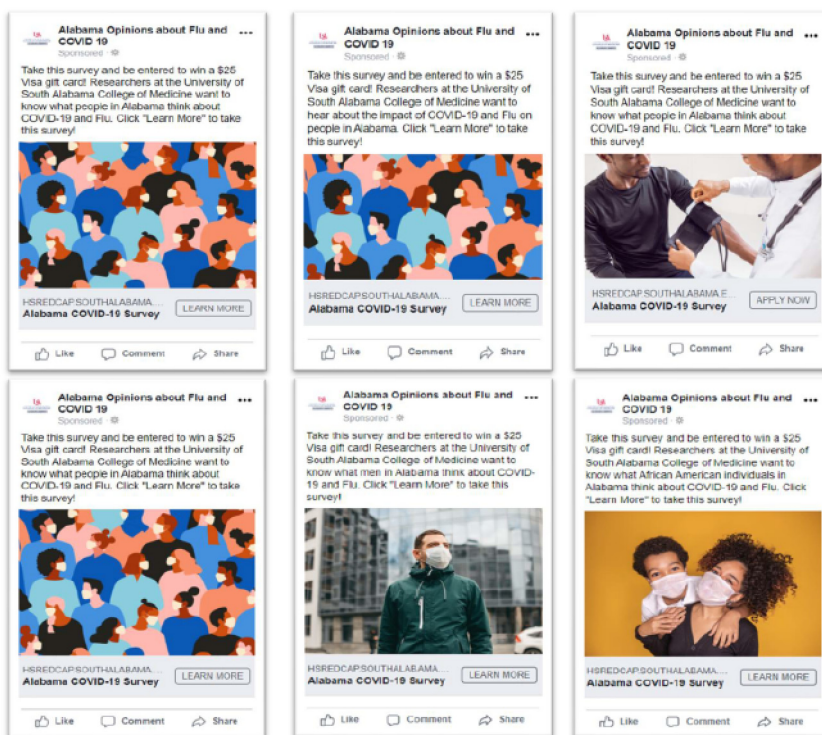 Alabama Opinions about Flu and
COVID 19
Sponsored ·
Take this survey and be entered to win a $25
Visa gift card! Researchers at the University of
South Alabama College of Medicine want to
know what people in Alabama think about
COVID-19 and Flu. Click "Learn More" to take
this survey!
HSREDCAP.SOUTHALABAMA....
Alabama COVID-19 Survey
LEARN MORE
Like Comment Share
Alabama Opinions about Flu and
COVID 19
Sponsored ·
Take this survey and be entered to win a $25
Visa gift card! Researchers at the University of
South Alabama College of Medicine want to
hear about the impact of COVID-19 and Flu on
people in Alabama. Click "Learn More" to take
this survey!
HSREDCAP.SOUTHALABAMA....
Alabama COVID-19 Survey
LEARN MORE
Like Comment Share
Alabama Opinions about Flu and
COVID 19
Sponsored ·
Take this survey and be entered to win a $25
Visa gift card! Researchers at the University of
South Alabama College of Medicine want to
know what people in Alabama think about
COVID-19 and Flu. Click "Learn More" to take
this survey!
HSREDCAP.SOUTHALABAMA.E...
Alabama COVID-19 Survey
APPLY NOW
Like Comment Share
Alabama Opinions about Flu and
COVID 19
Sponsored ·
Take this survey and be entered to win a $25
Visa gift card! Researchers at the University of
South Alabama College of Medicine want to
know what people in Alabama think about
COVID-19 and Flu. Click "Learn More" to take
this survey!
HSREDCAP.SOUTHALABAMA....
Alabama COVID-19 Survey
LEARN MORE
Like Comment Share
Alabama Opinions about Flu and
COVID 19
Sponsored ·
Take this survey and be entered to win a $25
Visa gift card! Researchers at the University of
South Alabama College of Medicine want to
know what men in Alabama think about COVID-
19 and Flu. Click "Learn More" to take this
survey!
HSREDCAP.SOUTHALABAMA....
Alabama COVID-19 Survey
LEARN MORE
Like Comment Share
Alabama Opinions about Flu and
COVID 19
Sponsored ·
Take this survey and be entered to win a $25
Visa gift card! Researchers at the University of
South Alabama College of Medicine want to
know what African American individuals in
Alabama think about COVID-19 and Flu. Click
"Learn More" to take this survey!
HSREDCAP.SOUTHALABAMA....
Alabama COVID-19 Survey
LEARN MORE
Like Comment Share